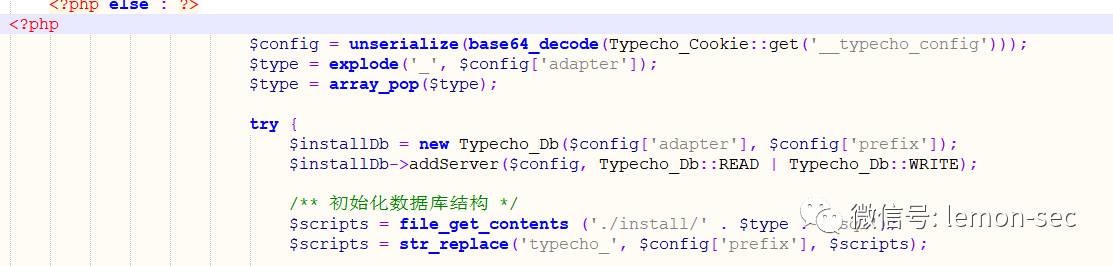 <?php else : ?>
<?php
$config = unserialize(base64_decode(Typecho_Cookie::get('__typecho_config')));
$type = explode('_', $config['adapter']);
$type = array_pop($type);
try {
$installDb = new Typecho_Db($config['adapter'], $config['prefix']);
$installDb->addServer($config, Typecho_Db::READ | Typecho_Db::WRITE);
/** 初始化数据库结构 */
$scripts = file_get_contents ('./install/' . $type .
微信号: lemon-sec
$scripts = str_replace('typecho_', $config['prefix'], $scripts);